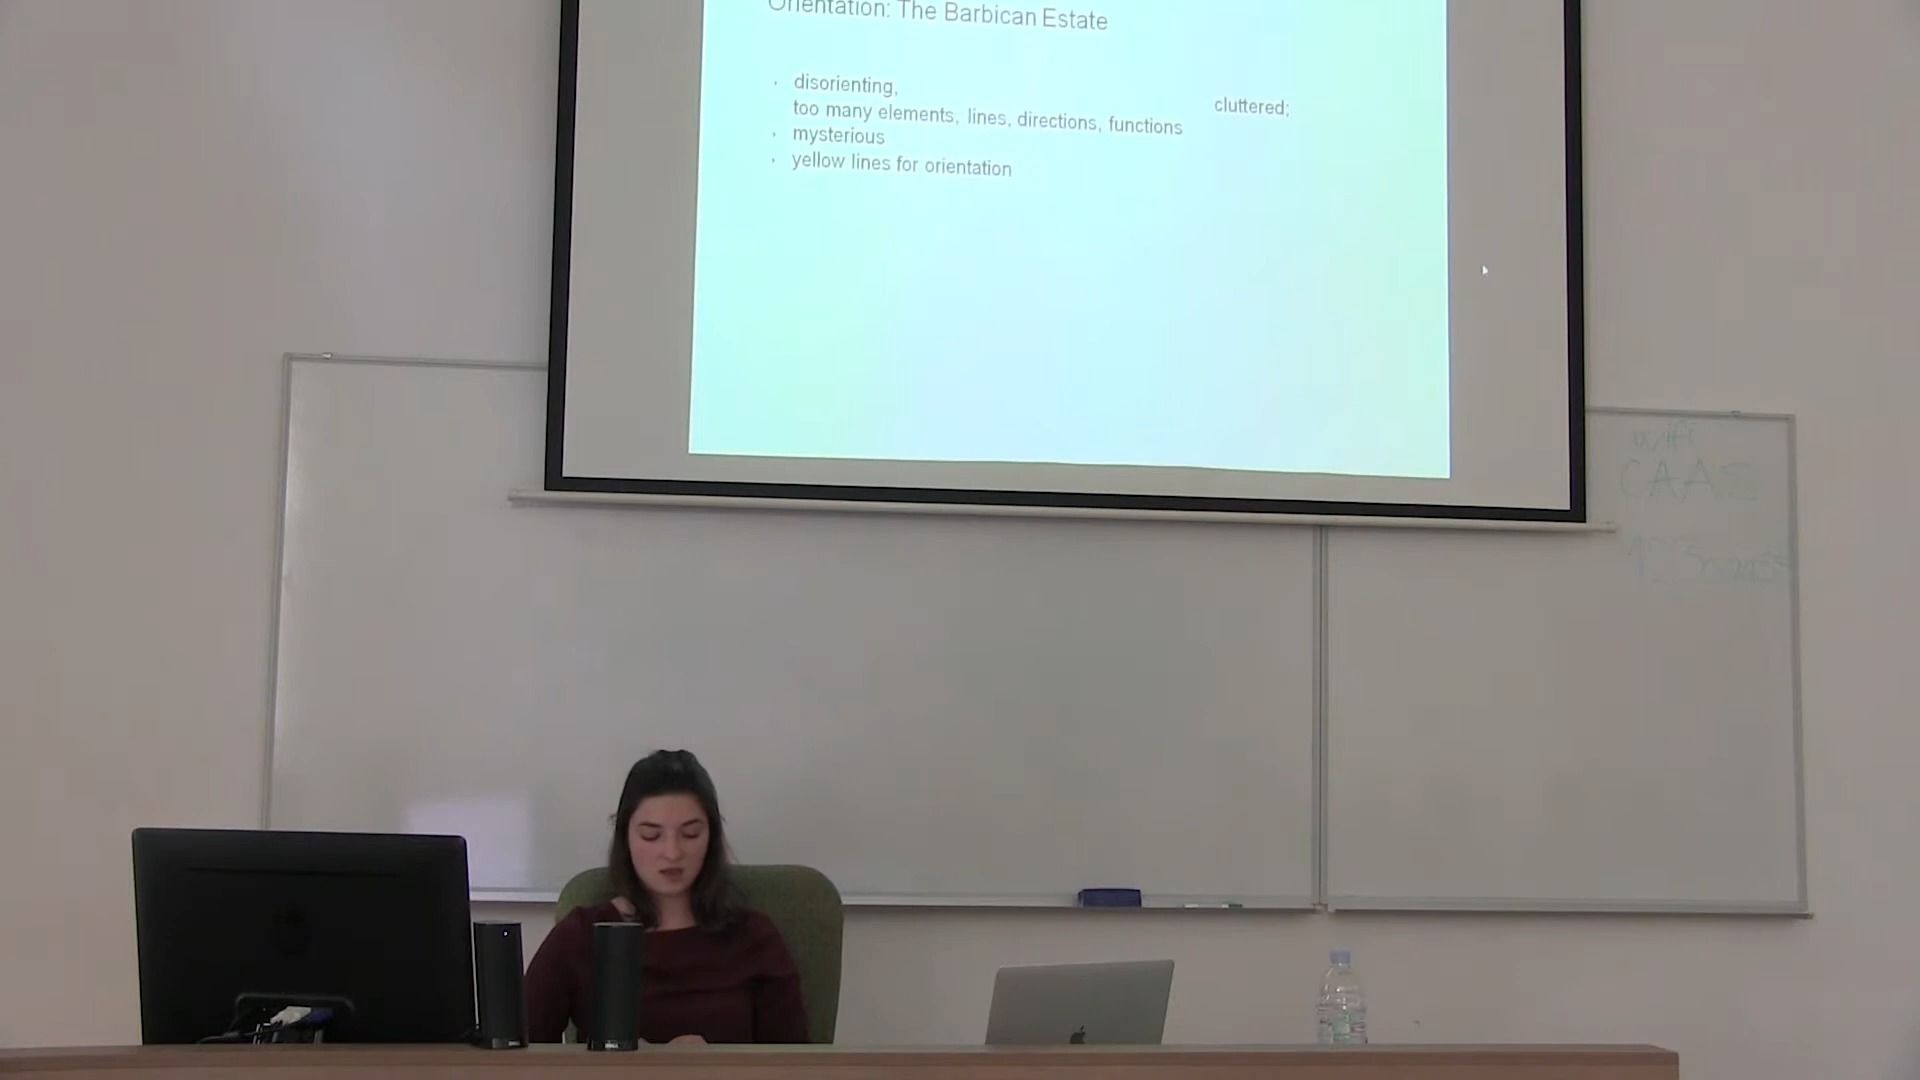 Orientation: The Barbican Estate
disorienting, cluttered;
too many elements, lines, directions, functions
mysterious
yellow lines for orientation
wifi
CAAS